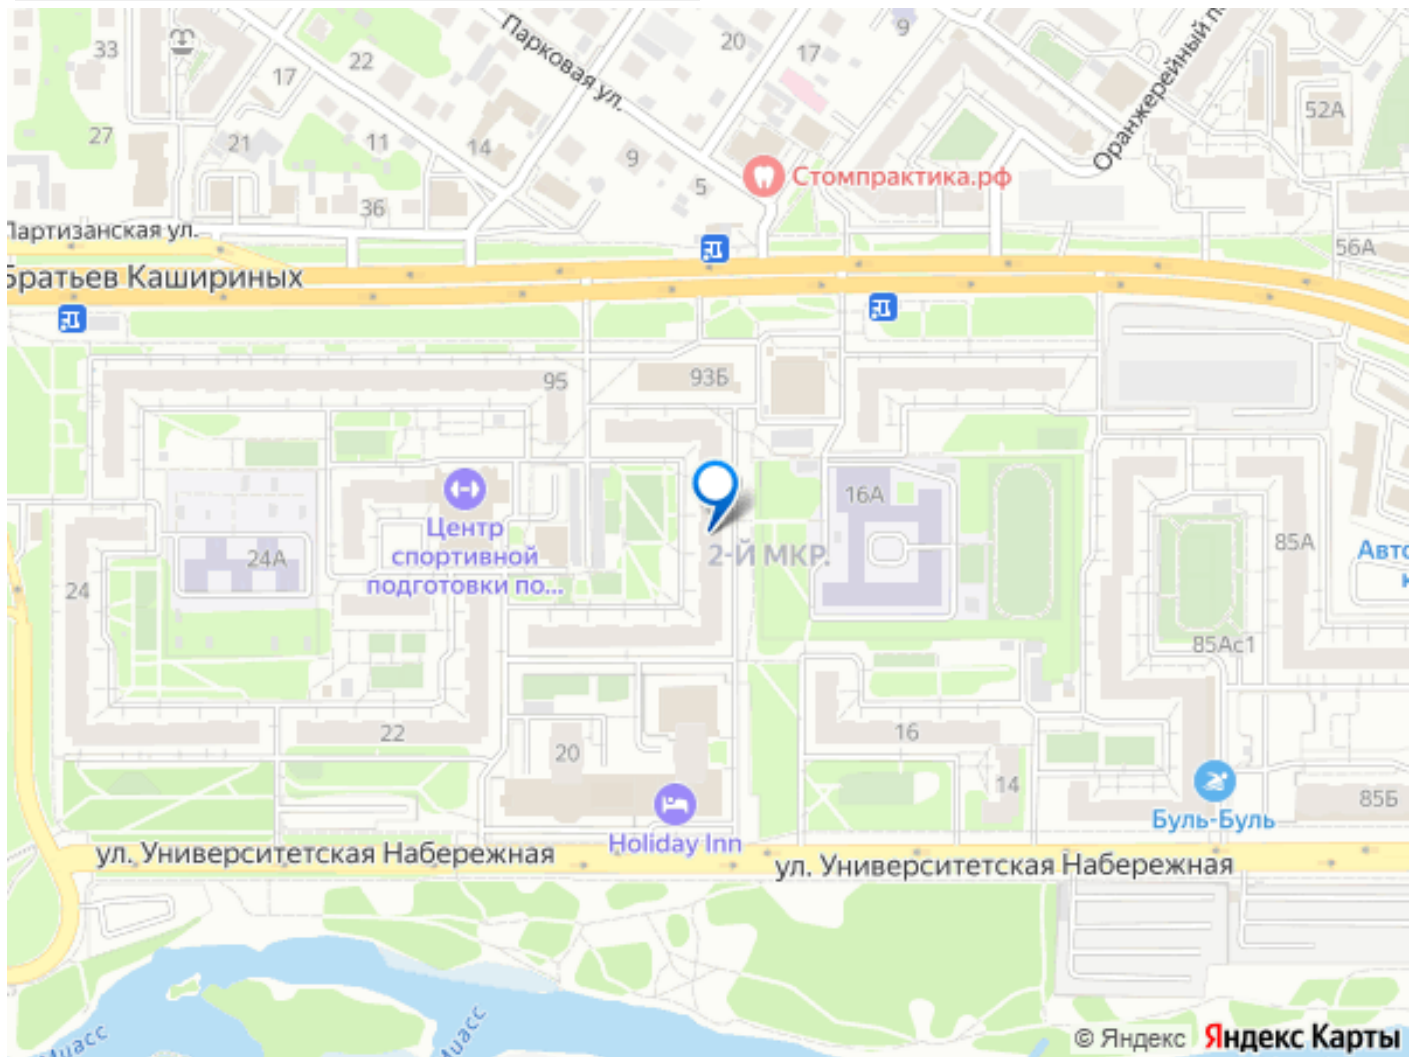 33
22
17
Парковая ул.
20
17
9
Оранжерейный п
52А
27
21
11
14
9
5
Стомпрактика.рф
36
Партизанская ул.
56А
Братьев Кашириных
95
93Б
16А
Центр
спортивной
подготовки по...
2-Й МКР.
24А
24
85А
Авто
85Ас1
22
20
16
14
Holiday Inn
Буль-Буль
85Б
ул. Университетская Набережная
ул. Университетская Набережная
Миасс
Миасс
© Яндекс Яндекс Карты